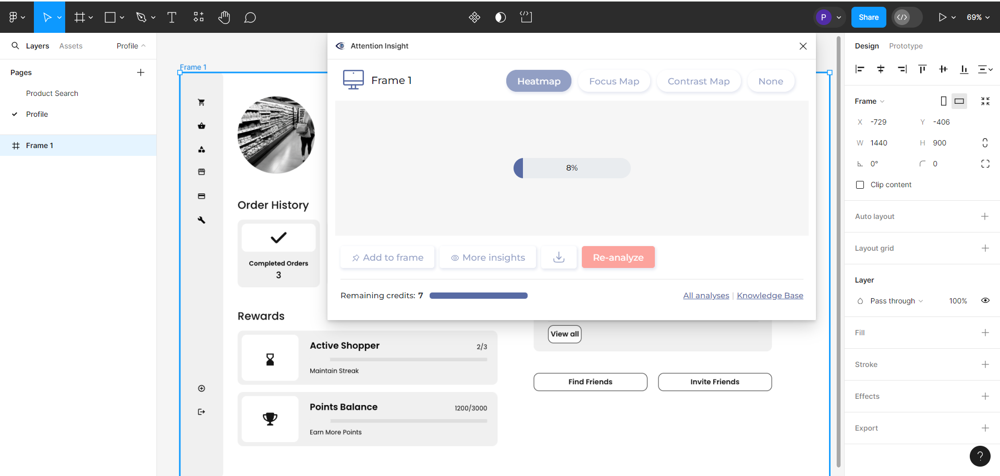 P
Share
69%
Layers
Assets
Profile
Pages
Product Search
Profile
Frame 1
Frame 1
Order History
Completed Orders
3
Rewards
Active Shopper
2/3
Maintain Streak
Points Balance
1200/3000
Earn More Points
Attention Insight
Frame 1
Heatmap
Focus Map
Contrast Map
None
8%
Add to frame
More insights
Re-analyze
Remaining credits: 7
All analyses | Knowledge Base
View all
Find Friends
Invite Friends
Design
Prototype
Frame
X -729
Y -406
W 1440
H 900
0°
0
Clip content
Auto layout
Layout grid
Layer
Pass through
100%
Fill
Stroke
Effects
Export
?